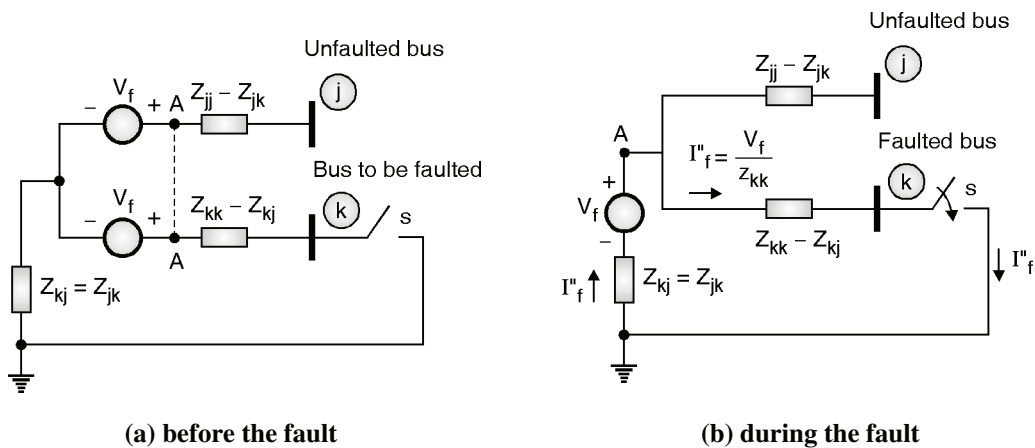 Unfaulted bus
j
V_f
− + A
Z_jj − Z_jk
Bus to be faulted
k
V_f
− +
A
Z_kk − Z_kj
s
Z_kj = Z_jk
(a) before the fault
Unfaulted bus
j
Z_jj − Z_jk
A
I"_f = V_f / z_kk
Faulted bus
k
s
+
V_f
−
Z_kk − Z_kj
I"_f
I"_f
Z_kj = Z_jk
(b) during the fault